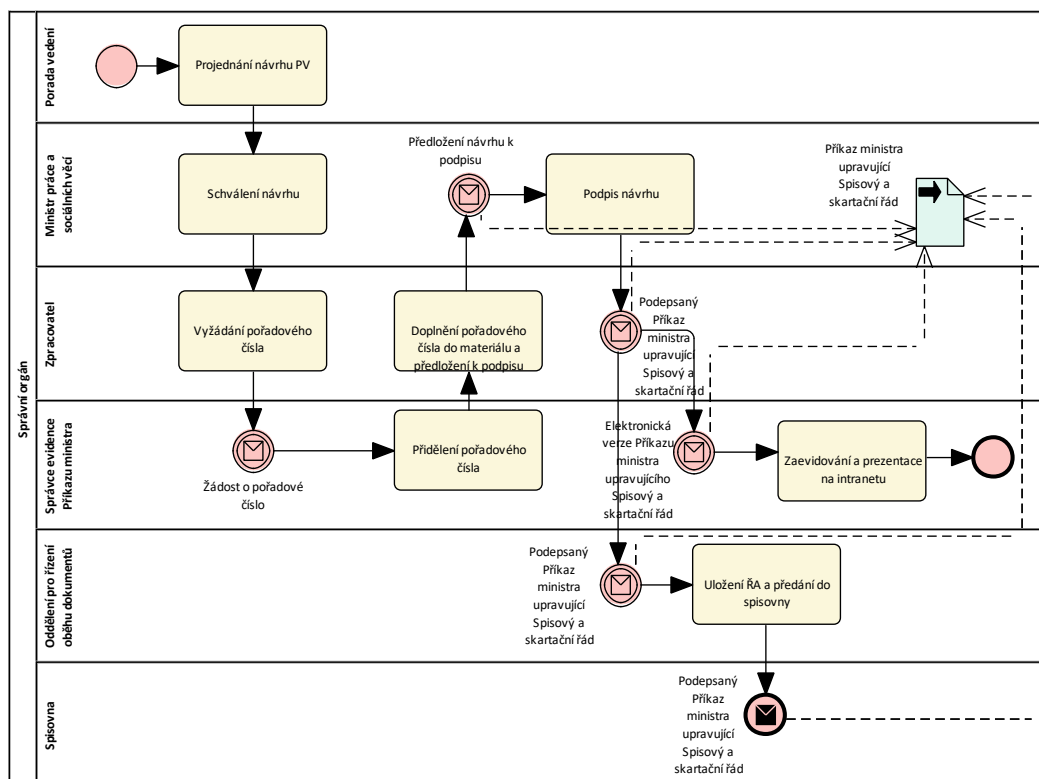 Správní orgán
Porada vedení
Projednání návrhu PV
Ministr práce a
sociálních věcí
Schválení návrhu
Předložení návrhu k
podpisu
Podpis návrhu
Příkaz ministra
upravující
Spisový a
skartační řád
Zpracovatel
Vyžádání pořadového
čísla
Doplnění pořadového
čísla do materiálu a
předložení k podpisu
Podepsaný
Příkaz
ministra
upravující
Spisový a
skartační řád
Správce evidence
Příkazu ministra
Žádost o pořadové
číslo
Přidělení pořadového
čísla
Elektronická
verze Příkazu
ministra
upravujícího
Spisový a
skartační řád
Zaevidování a prezentace
na intranetu
Oddělení pro řízení
oběhu dokumentů
Podepsaný
Příkaz
ministra
upravující
Spisový a
skartační řád
Uložení ŘA a předání do
spisovny
Spisovna
Podepsaný
Příkaz
ministra
upravující
Spisový a
skartační řád